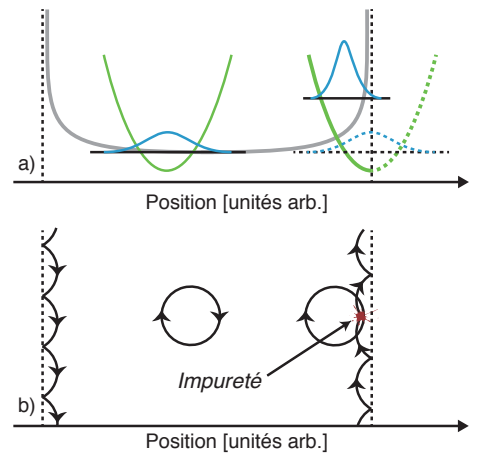 a)
Position [unités arb.]
Impureté
b)
Position [unités arb.]